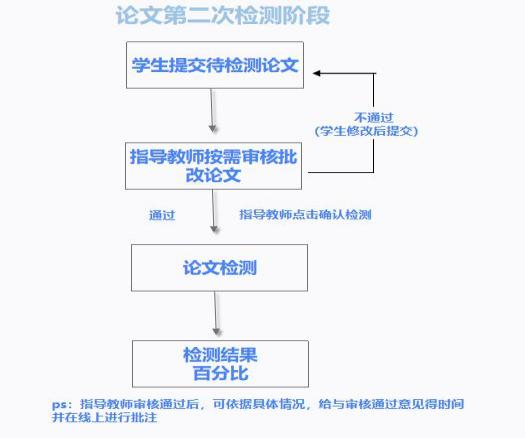 论文第二次检测阶段
学生提交待检测论文
不通过
(学生修改后提交)
指导教师按需审核批
改论文
通过
指导教师点击确认检测
论文检测
检测结果
百分比
ps：指导教师审核通过后，可依据具体情况，给与审核通过意见得时间
并在线上进行批注